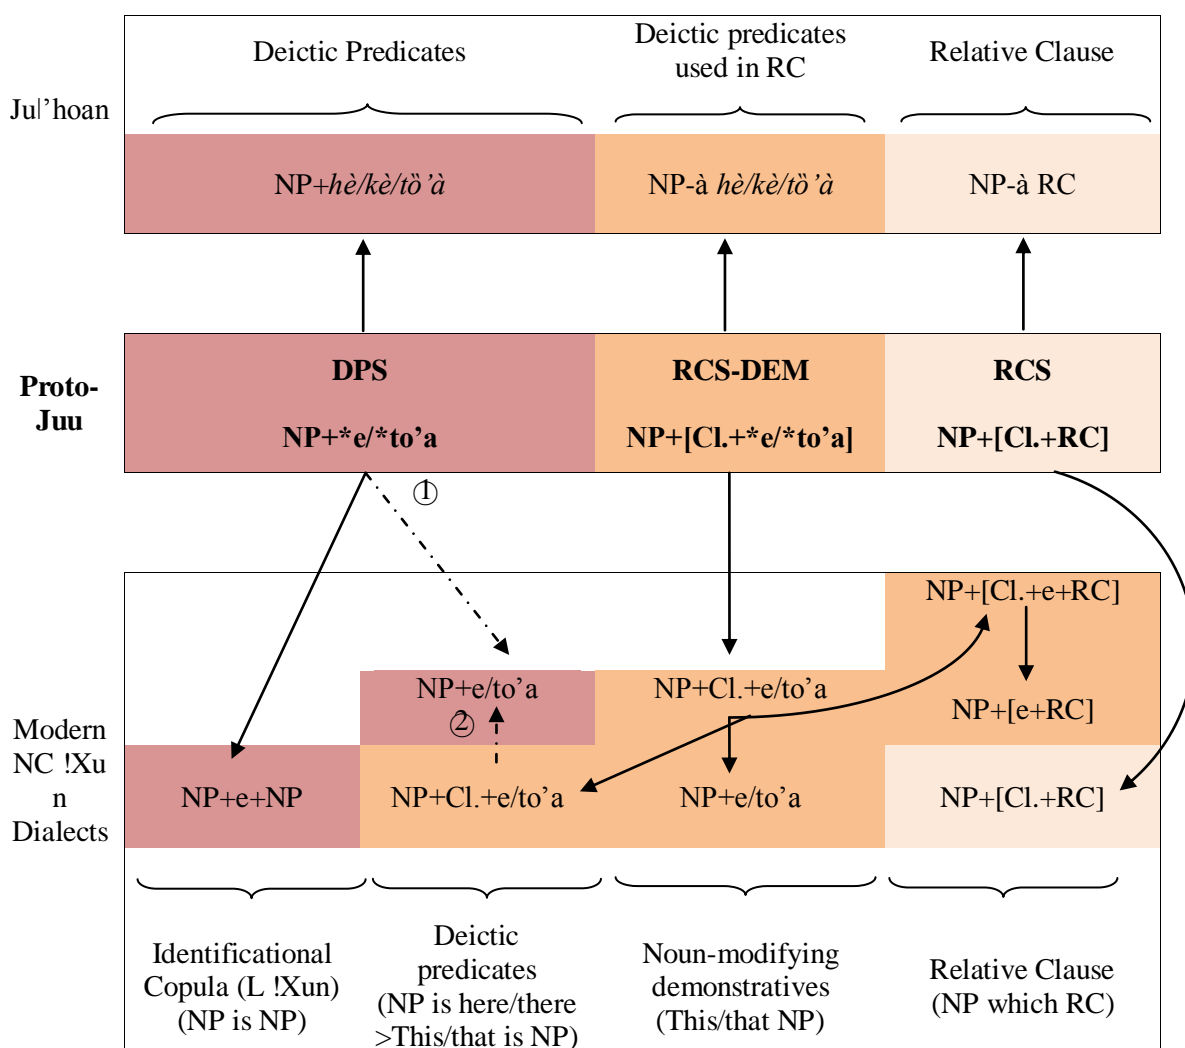 Deictic Predicates
Deictic predicates
used in RC
Relative Clause
Ju|’hoan
NP+hè/kè/tȍ’à
NP-à hè/kè/tȍ’à
NP-à RC
Proto-
Juu
DPS
NP+*e/*to’a
RCS-DEM
NP+[Cl.+*e/*to’a]
RCS
NP+[Cl.+RC]
①
NP+[Cl.+e+RC]
NP+e/to’a
NP+Cl.+e/to’a
NP+[e+RC]
②
Modern
NC !Xu
n
Dialects
NP+e+NP
NP+Cl.+e/to’a
NP+e/to’a
NP+[Cl.+RC]
Identificational
Copula (L !Xun)
(NP is NP)
Deictic
predicates
(NP is here/there
>This/that is NP)
Noun-modifying
demonstratives
(This/that NP)
Relative Clause
(NP which RC)